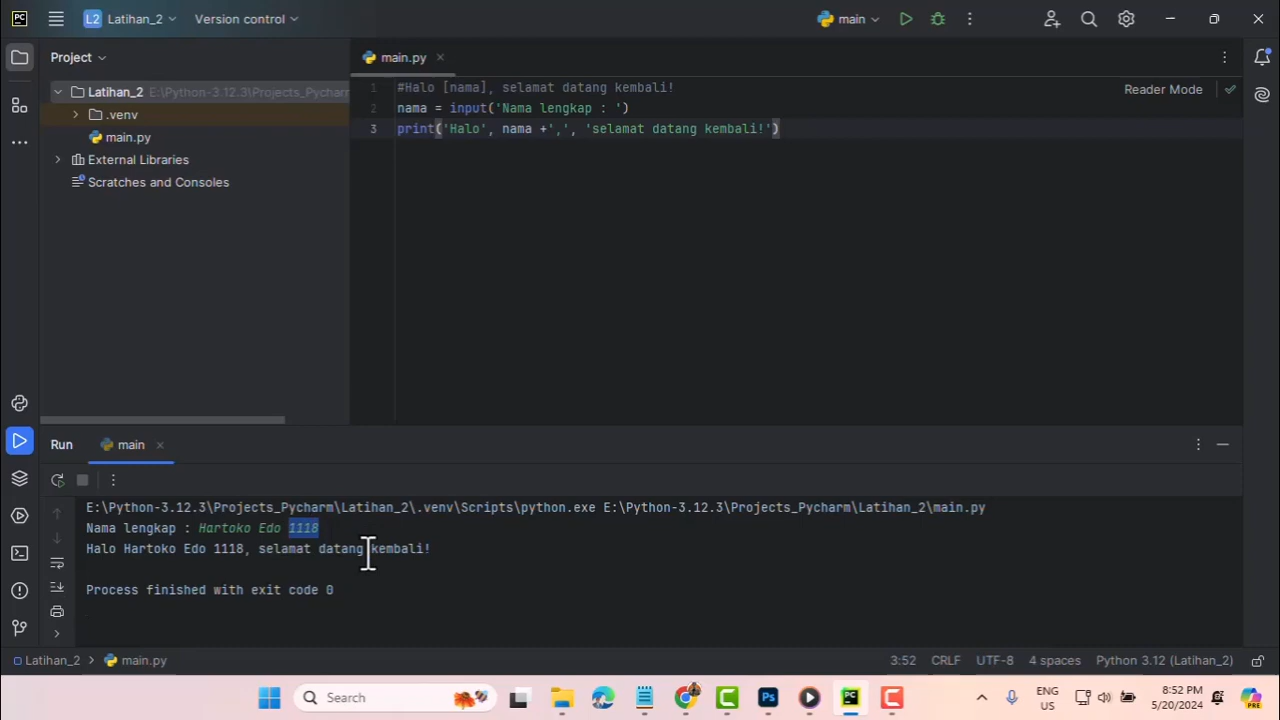 PC L2 Latihan_2 Version control main
Project
main.py
Latihan_2 E:\Python-3.12.3\Projects_Pycharm
.venv
main.py
External Libraries
Scratches and Consoles
Reader Mode
1 #Halo [nama], selamat datang kembali!
2 nama = input('Nama lengkap : ')
3 print('Halo', nama +',', 'selamat datang kembali!')
Run main
E:\Python-3.12.3\Projects_Pycharm\Latihan_2\.venv\Scripts\python.exe E:\Python-3.12.3\Projects_Pycharm\Latihan_2\main.py
Nama lengkap : Hartoko Edo 1118
Halo Hartoko Edo 1118, selamat datang kembali!
Process finished with exit code 0
Latihan_2 main.py 3:52 CRLF UTF-8 4 spaces Python 3.12 (Latihan_2)
Search Ps PC ENG US 8:52 PM 5/20/2024 PRE